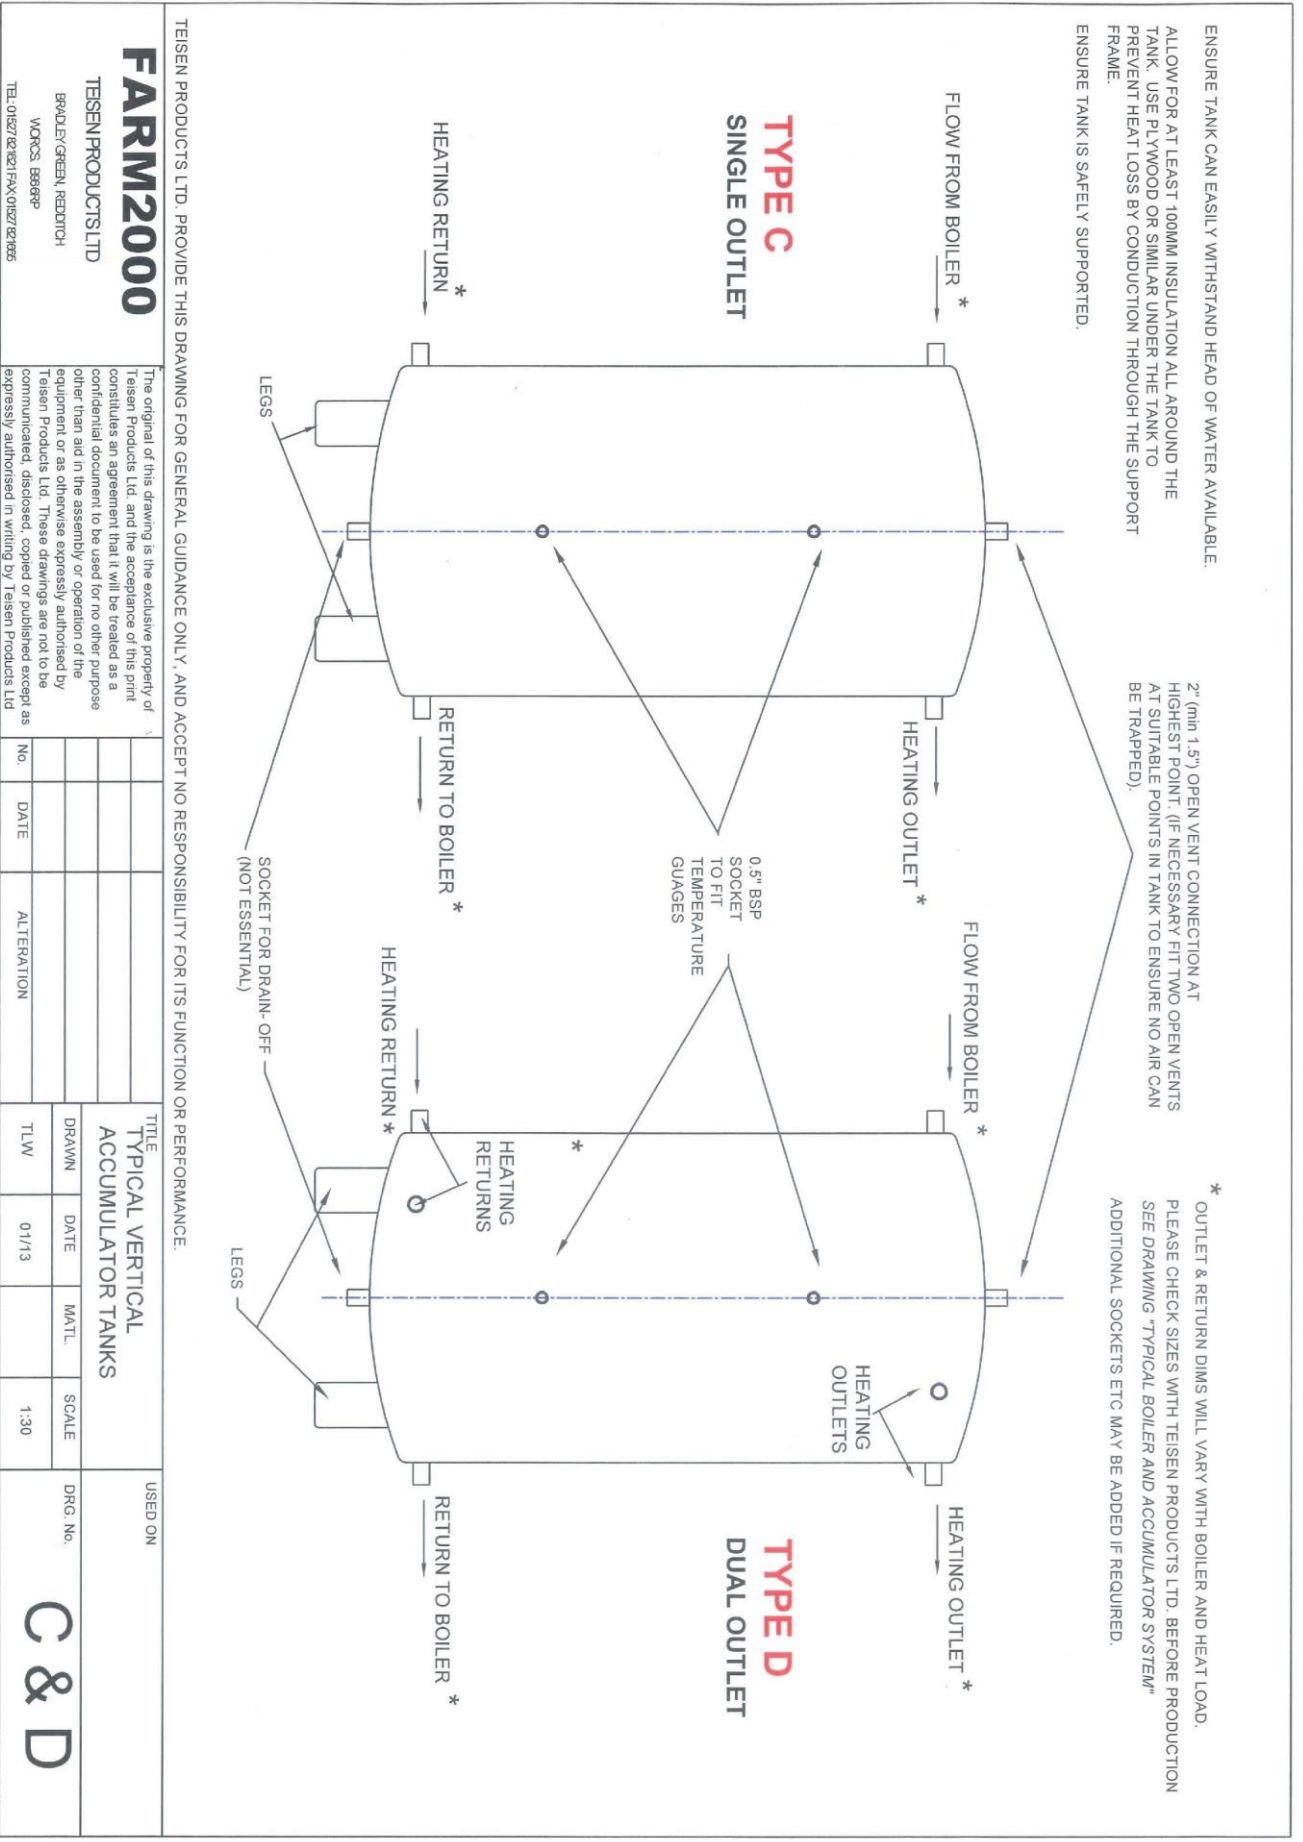 ENSURE TANK CAN EASILY WITHSTAND HEAD OF WATER AVAILABLE.
ALLOW FOR AT LEAST 100MM INSULATION ALL AROUND THE
TANK. USE PLYWOOD OR SIMILAR UNDER THE TANK TO
PREVENT HEAT LOSS BY CONDUCTION THROUGH THE SUPPORT
FRAME.
ENSURE TANK IS SAFELY SUPPORTED.
2" (min 1.5") OPEN VENT CONNECTION AT
HIGHEST POINT. (IF NECESSARY FIT TWO OPEN VENTS
AT SUITABLE POINTS IN TANK TO ENSURE NO AIR CAN
BE TRAPPED).
* OUTLET & RETURN DIMS WILL VARY WITH BOILER AND HEAT LOAD.
PLEASE CHECK SIZES WITH TEISEN PRODUCTS LTD. BEFORE PRODUCTION
SEE DRAWING "TYPICAL BOILER AND ACCUMULATOR SYSTEM"
ADDITIONAL SOCKETS ETC MAY BE ADDED IF REQUIRED.
FLOW FROM BOILER *
HEATING OUTLET *
TYPE C
SINGLE OUTLET
HEATING RETURN *
RETURN TO BOILER *
LEGS
0.5" BSP
SOCKET
TO FIT
TEMPERATURE
GUAGES
SOCKET FOR DRAIN- OFF
(NOT ESSENTIAL)
FLOW FROM BOILER *
HEATING OUTLET *
HEATING
OUTLETS
TYPE D
DUAL OUTLET
*
HEATING
RETURNS
HEATING RETURN *
RETURN TO BOILER *
LEGS
TEISEN PRODUCTS LTD. PROVIDE THIS DRAWING FOR GENERAL GUIDANCE ONLY, AND ACCEPT NO RESPONSIBILITY FOR ITS FUNCTION OR PERFORMANCE.
FARM2000
TEISEN PRODUCTS LTD
BRADLEY GREEN, REDDITCH
WORCS. B96 6RP
TEL: 01527 821621 FAX: 01527 821665
The original of this drawing is the exclusive property of
Teisen Products Ltd. and the acceptance of this print
constitutes an agreement that it will be treated as a
confidential document to be used for no other purpose
other than aid in the assembly or operation of the
equipment or as otherwise expressly authorised by
Teisen Products Ltd. These drawings are not to be
communicated, disclosed, copied or published except as
expressly authorised in writing by Teisen Products Ltd
No. DATE ALTERATION
TITLE
TYPICAL VERTICAL
ACCUMULATOR TANKS
DRAWN DATE MATL. SCALE
TLW 01/13 1:30
USED ON
DRG. No.
C & D